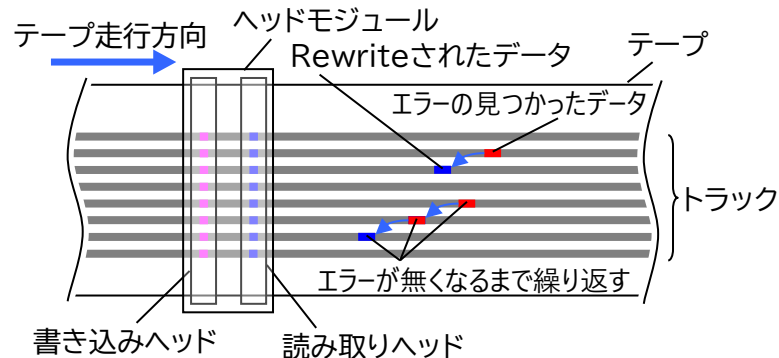 ヘッドモジュール
テープ走行方向
Rewriteされたデータ
テープ
エラーの見つかったデータ
トラック
エラーが無くなるまで繰り返す
書き込みヘッド
読み取りヘッド